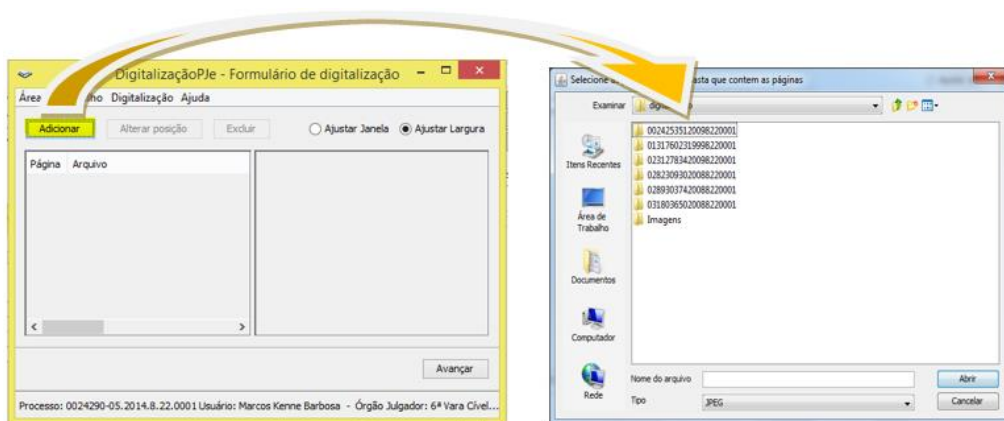 DigitalizaçãoPJe - Formulário de digitalização
Digitalização Ajuda
Adicionar Alterar posição Excluir Ajustar Janela Ajustar Largura
Página Arquivo
Avançar
Processo: 0024290-05.2014.8.22.0001 Usuário: Marcos Kenne Barbosa - Órgão Julgador: 6ª Vara Cível...
Selecione
asta que contem as páginas
Examinar
Itens Recentes
Área de
Trabalho
Documentos
Computador
Rede
00242535120098220001
01317602319998220001
02312783420098220001
02823093020088220001
02893037420088220001
03180365020088220001
Imagens
Nome do arquivo Abrir
Tipo JPEG Cancelar